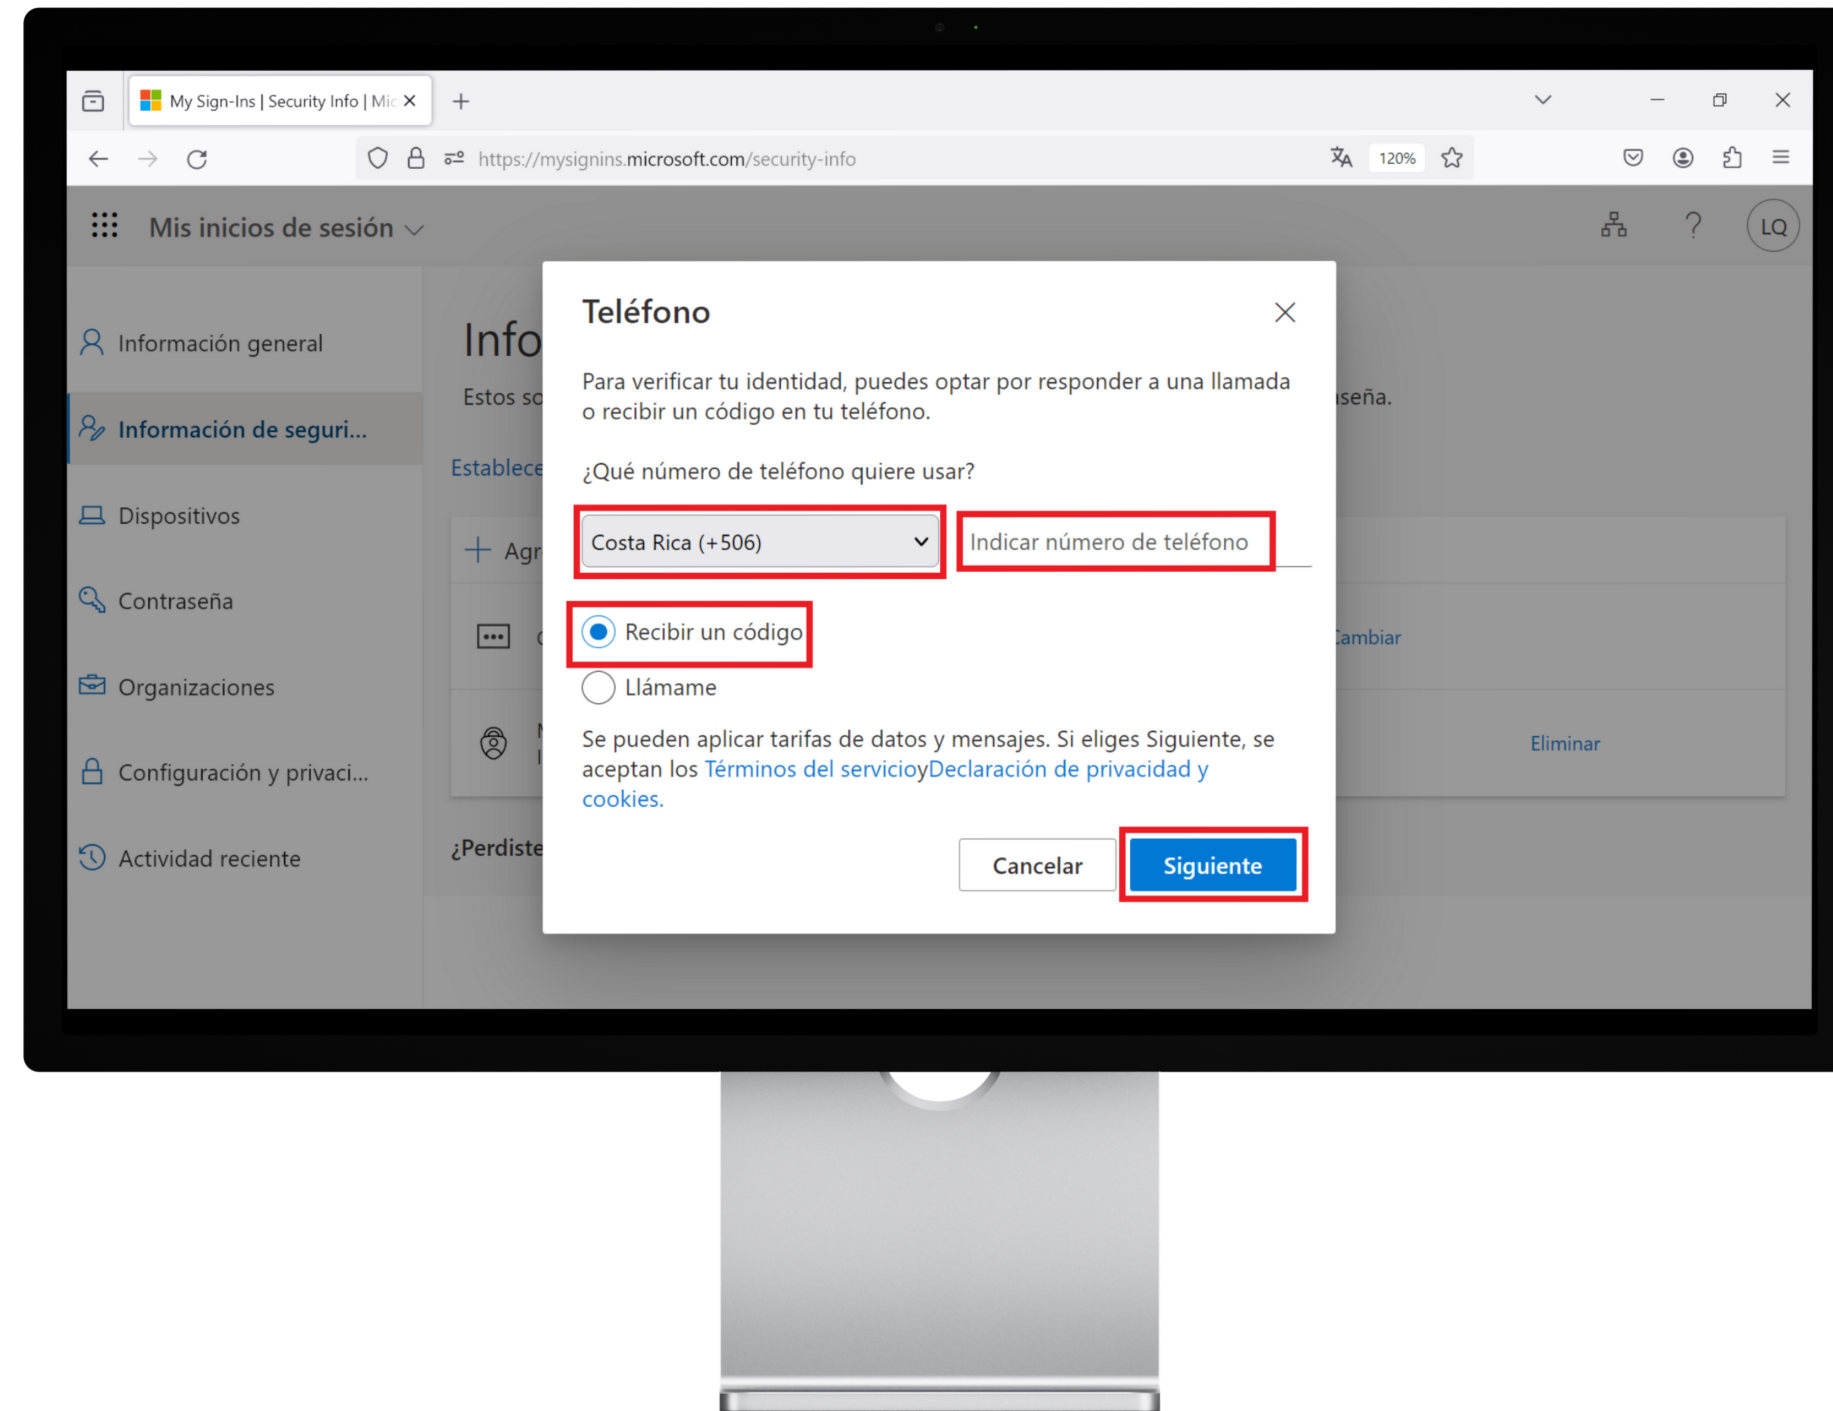 My Sign-Ins | Security Info | Mic
https://mysignins.microsoft.com/security-info
120%
Mis inicios de sesión
LQ
Información general
Información de seguri...
Dispositivos
Contraseña
Organizaciones
Configuración y privaci...
Actividad reciente
Info
Estos so
seña.
Establece
Agr
Cambiar
Eliminar
¿Perdiste
Teléfono
Para verificar tu identidad, puedes optar por responder a una llamada
o recibir un código en tu teléfono.
¿Qué número de teléfono quiere usar?
Costa Rica (+506)
Indicar número de teléfono
Recibir un código
Llámame
Se pueden aplicar tarifas de datos y mensajes. Si eliges Siguiente, se
aceptan los Términos del servicioyDeclaración de privacidad y
cookies.
Cancelar
Siguiente